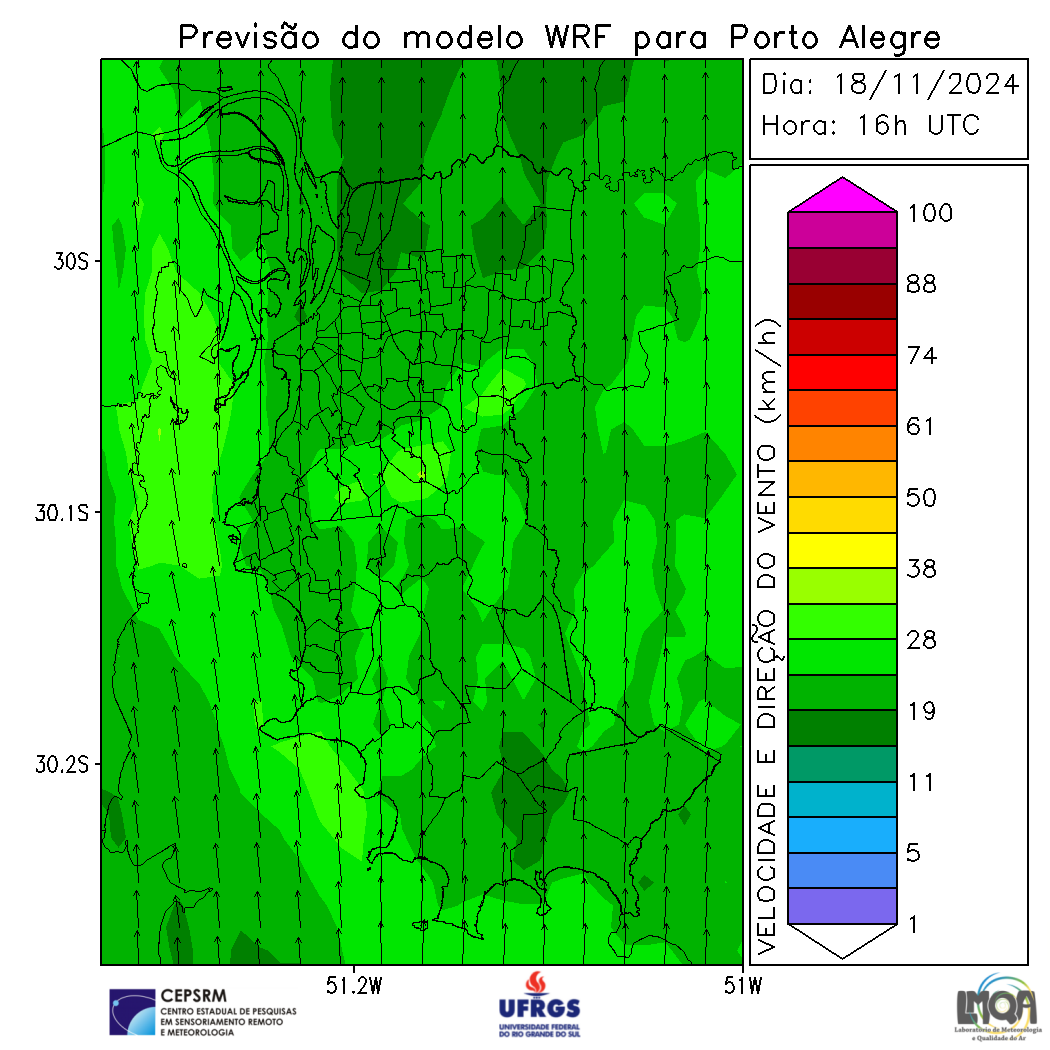 Previsão do modelo WRF para Porto Alegre
Dia: 18/11/2024
Hora: 16h UTC
30S
30.1S
30.2S
51.2W
51W
VELOCIDADE E DIREÇÃO DO VENTO (km/h)
100
88
74
61
50
38
28
19
11
5
1
CEPSRM
CENTRO ESTADUAL DE PESQUISAS
EM SENSORIAMENTO REMOTO
E METEOROLOGIA
UFRGS
UNIVERSIDADE FEDERAL
DO RIO GRANDE DO SUL
LMQA
Laboratório de Meteorologia
e Qualidade do Ar